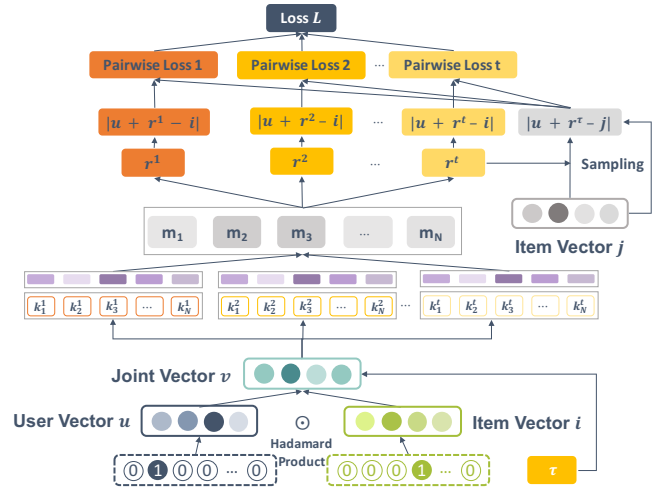 Loss L
Pairwise Loss 1 Pairwise Loss 2 ... Pairwise Loss t
|u + r¹ – i| |u + r² – i| ... |u + rᵗ – i| |u + r^τ – j|
r¹ r² ... rᵗ Sampling
m₁ m₂ m₃ ... m_N
Item Vector j
k₁¹ k₂¹ k₃¹ ... k_N¹ k₁² k₂² k₃² ... k_N² ... k₁ᵗ k₂ᵗ k₃ᵗ ... k_Nᵗ
Joint Vector v
User Vector u ⊙ Item Vector i
Hadamard
Product
0 1 0 0 ... 0 0 0 0 1 ... 0 τ